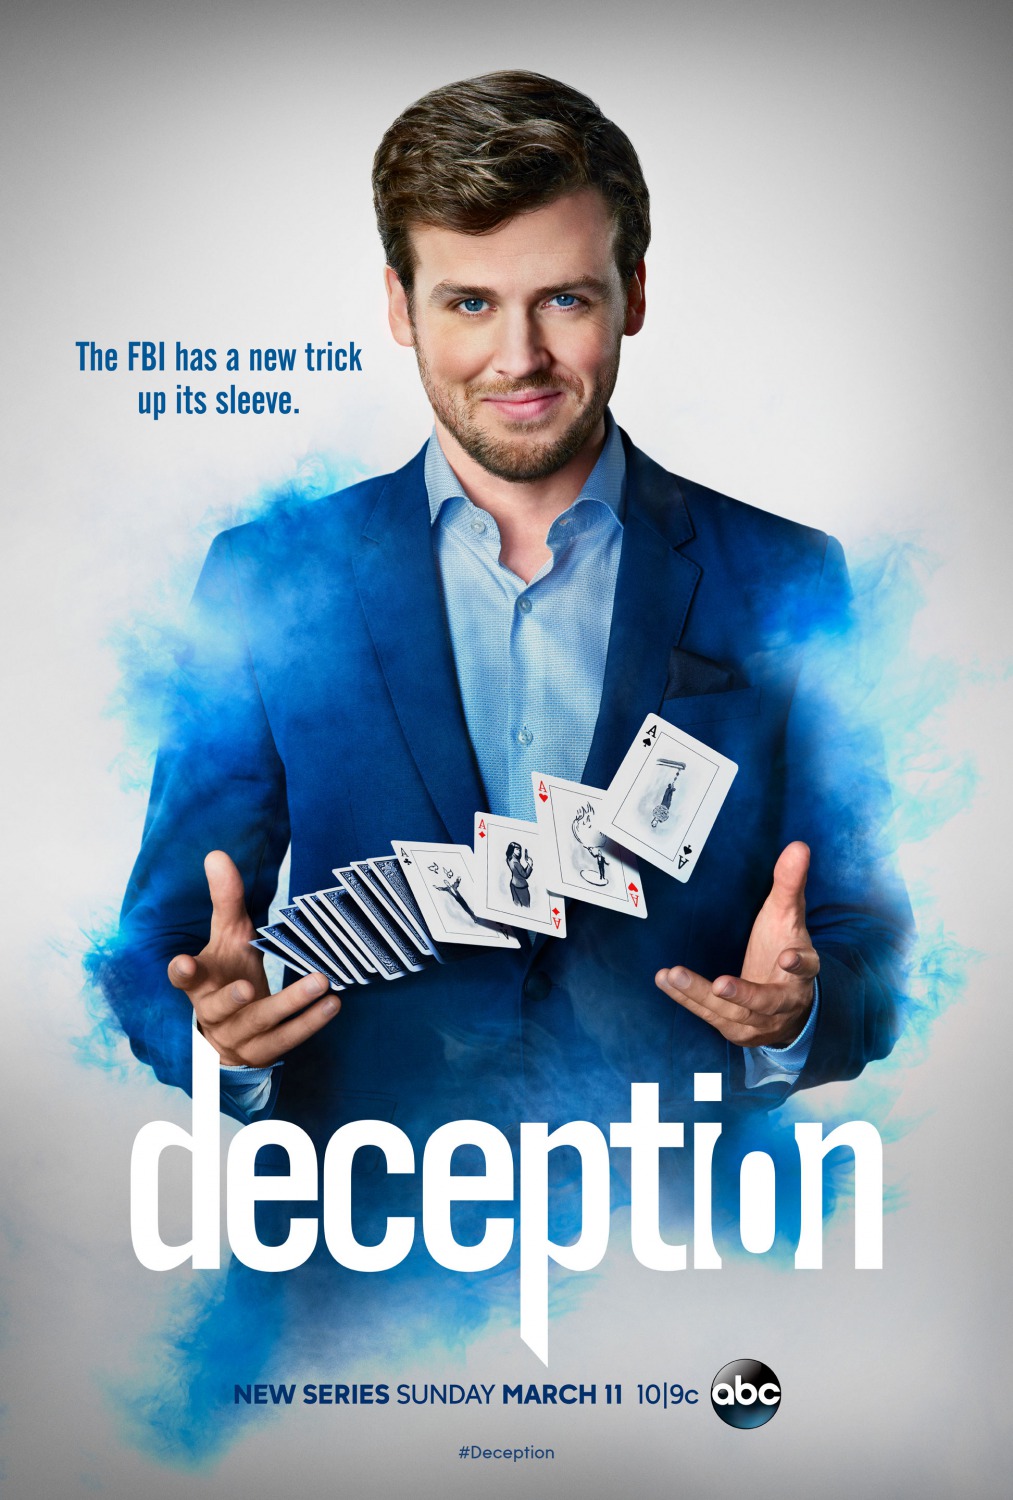 The FBI has a new trick
up its sleeve.
A
A
A
A
A
A
A
deception
NEW SERIES SUNDAY MARCH 11 10|9c abc
#Deception